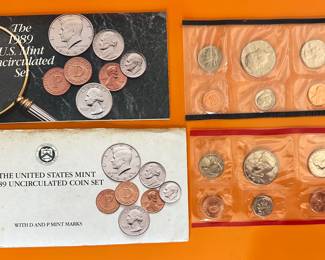 The
1989
U.S. Mint
Uncirculated
Set
THE UNITED STATES MINT
89 UNCIRCULATED COIN SET
WITH D AND P MINT MARKS